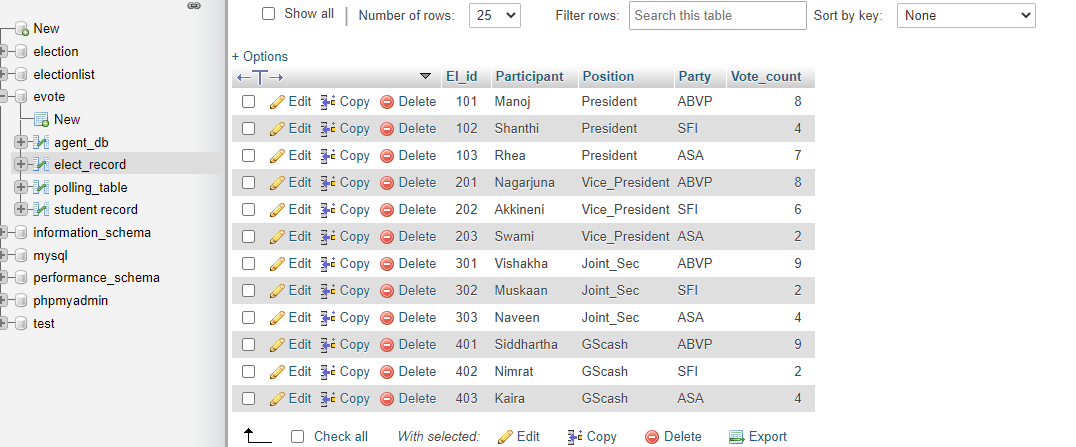 New
election
electionlist
evote
New
agent_db
elect_record
polling_table
student record
information_schema
mysql
performance_schema
phpmyadmin
test
Show all Number of rows: 25 Filter rows: Search this table Sort by key: None
+ Options
El_id Participant Position Party Vote_count
Edit Copy Delete 101 Manoj President ABVP 8
Edit Copy Delete 102 Shanthi President SFI 4
Edit Copy Delete 103 Rhea President ASA 7
Edit Copy Delete 201 Nagarjuna Vice_President ABVP 8
Edit Copy Delete 202 Akkineni Vice_President SFI 6
Edit Copy Delete 203 Swami Vice_President ASA 2
Edit Copy Delete 301 Vishakha Joint_Sec ABVP 9
Edit Copy Delete 302 Muskaan Joint_Sec SFI 2
Edit Copy Delete 303 Naveen Joint_Sec ASA 4
Edit Copy Delete 401 Siddhartha GScash ABVP 9
Edit Copy Delete 402 Nimrat GScash SFI 2
Edit Copy Delete 403 Kaira GScash ASA 4
Check all With selected: Edit Copy Delete Export